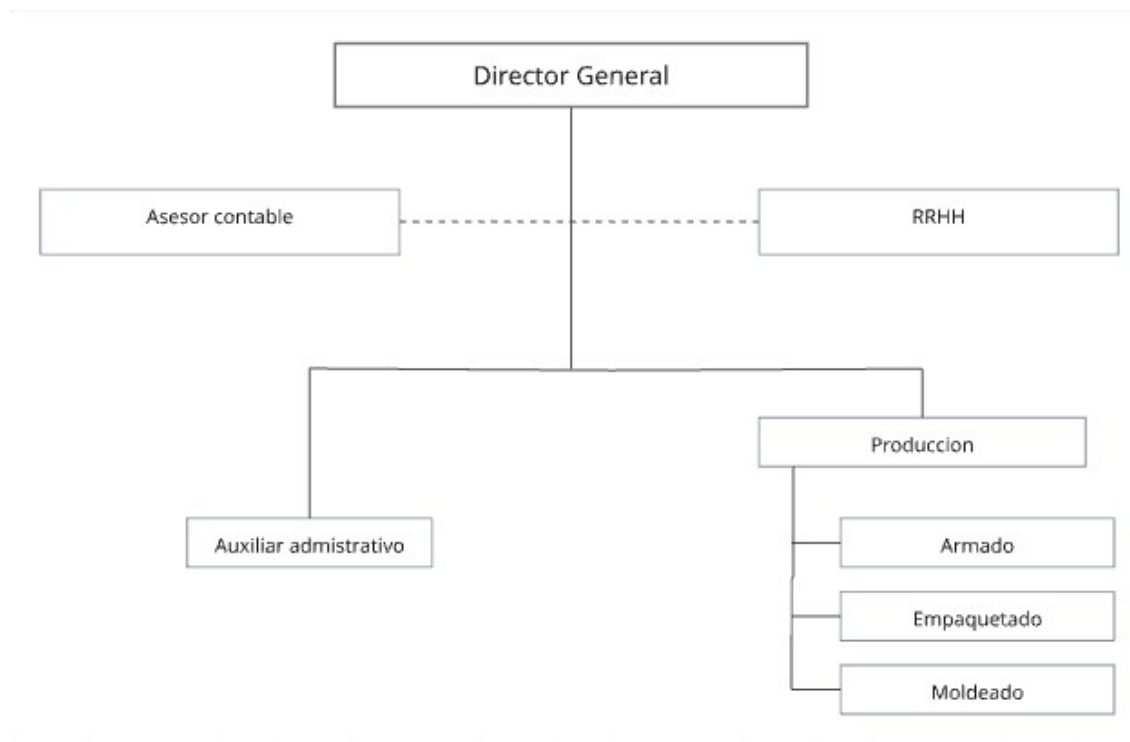 Director General
Asesor contable
RRHH
Produccion
Auxiliar admistrativo
Armado
Empaquetado
Moldeado